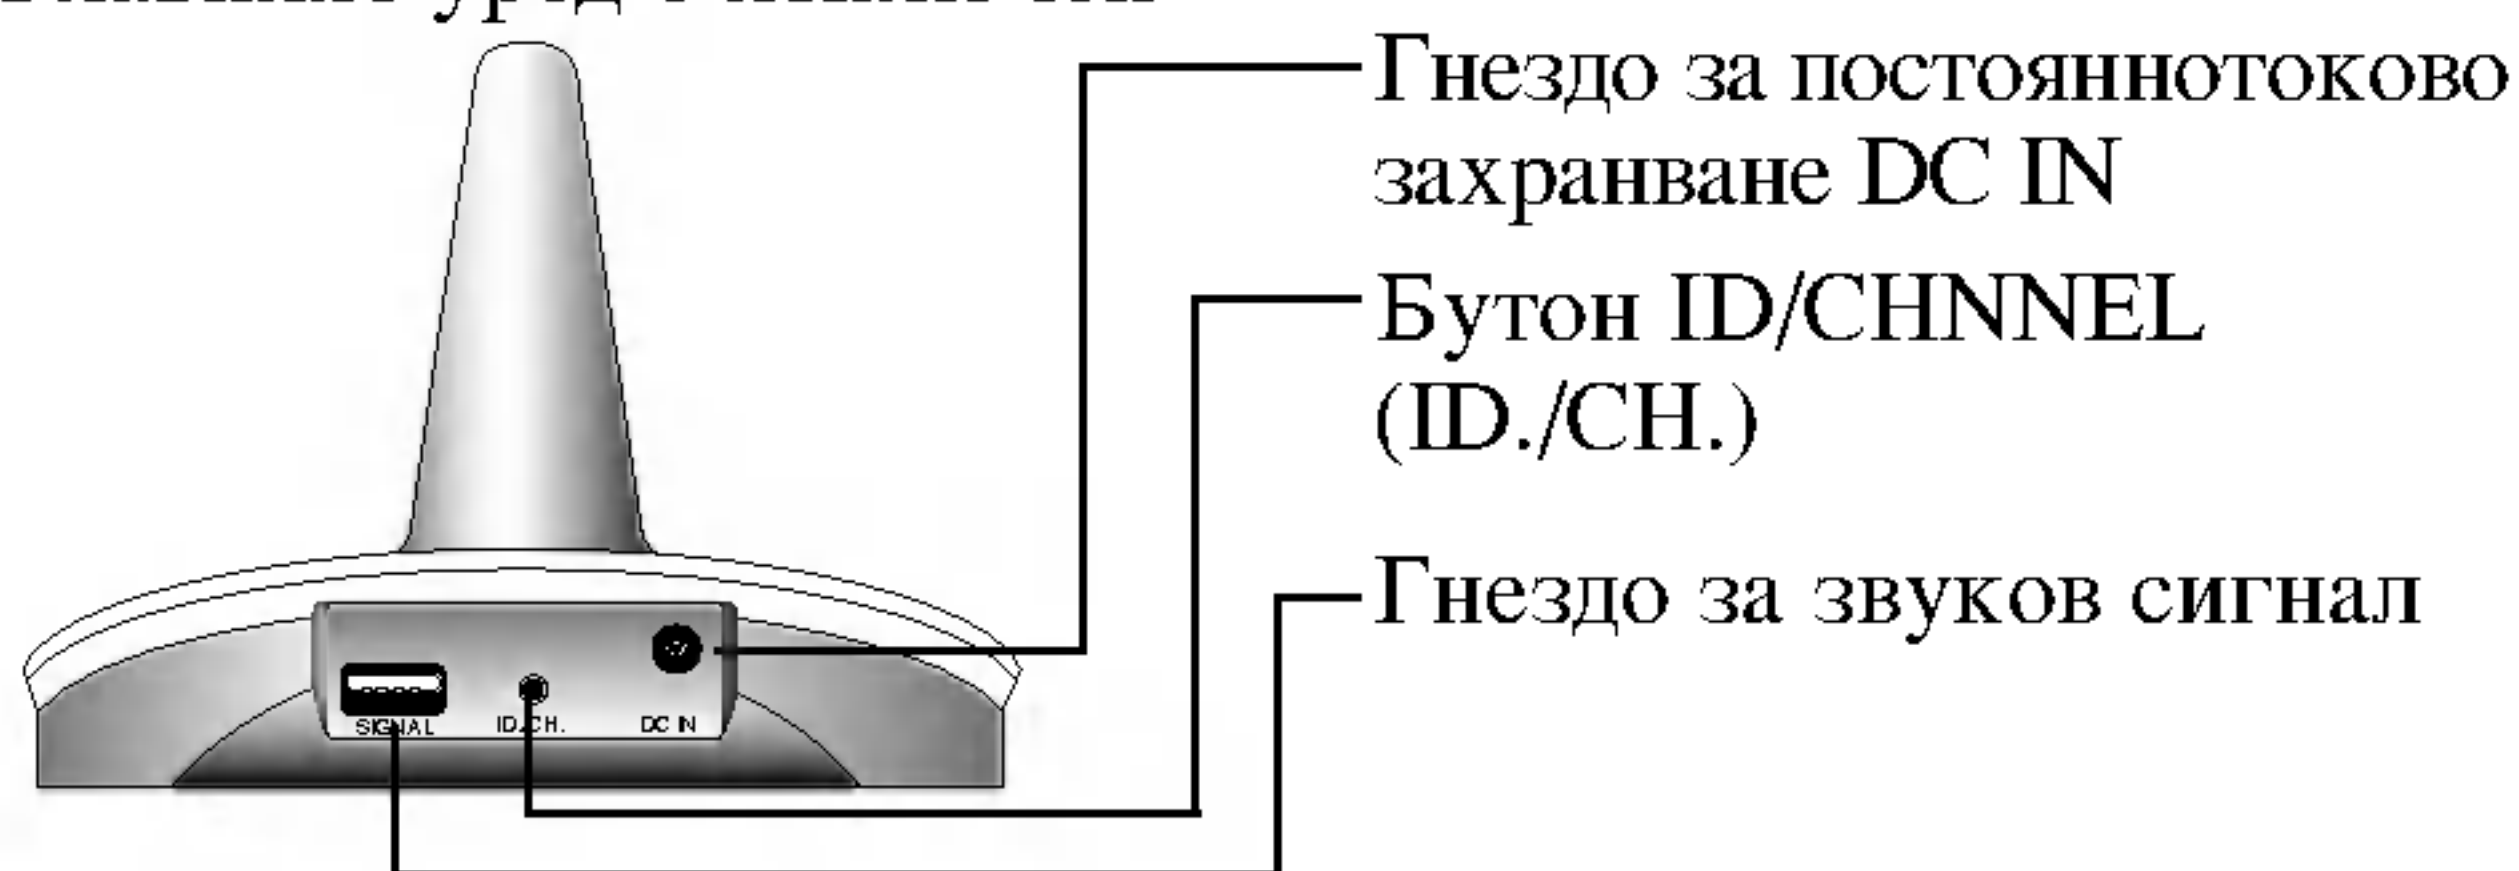 уред
Гнездо за постояннотоково
захранване DC IN
Бутон ID/CHNNEL
(ID./CH.)
Гнездо за звуков сигнал
SIGNAL ID./CH. DC IN